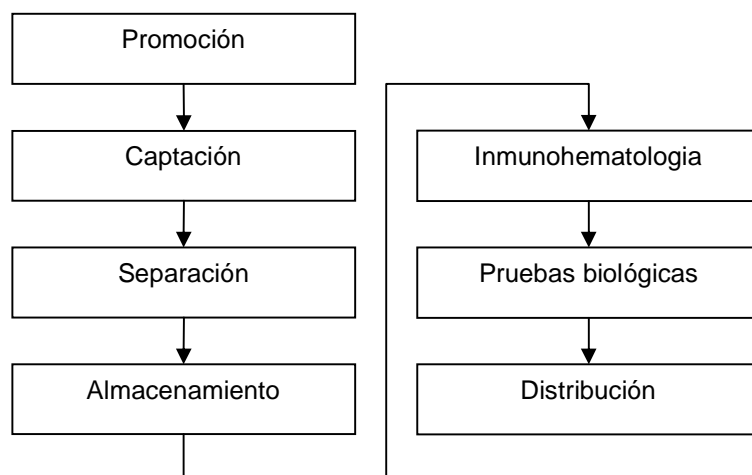 Promoción
Captación
Separación
Almacenamiento
Inmunohematologia
Pruebas biológicas
Distribución